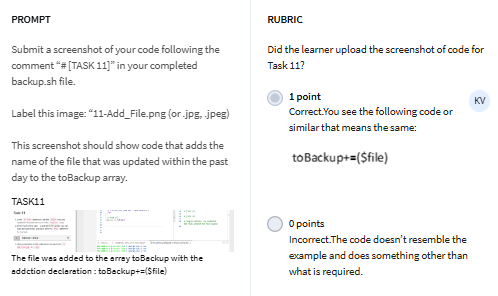 PROMPT
Submit a screenshot of your code following the
comment "# [TASK 11]" in your completed
backup.sh file.
Label this image: "11-Add_File.png (or .jpg, .jpeg)
This screenshot should show code that adds the
name of the file that was updated within the past
day to the toBackup array.
TASK11
The file was added to the array toBackup with the
addction declaration : toBackup+=($file)
RUBRIC
Did the learner upload the screenshot of code for
Task 11?
1 point
Correct.You see the following code or
similar that means the same:
KV
toBackup+=($file)
0 points
Incorrect.The code doesn't resemble the
example and does something other than
what is required.